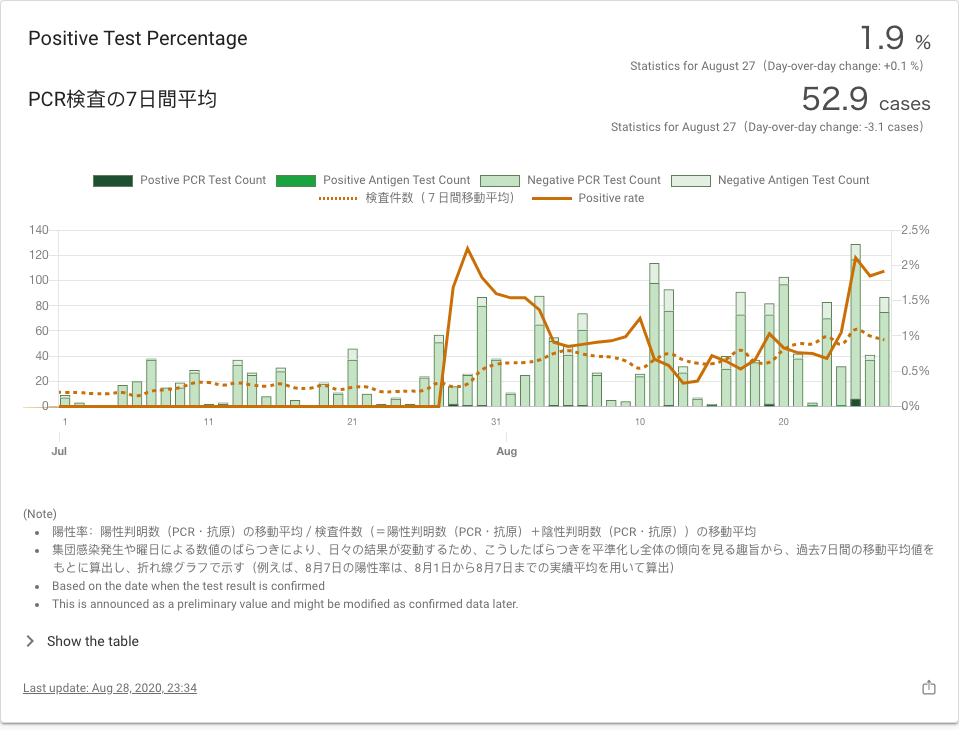 Positive Test Percentage
1.9 %
Statistics for August 27（Day-over-day change: +0.1 %）
PCR検査の7日間平均
52.9 cases
Statistics for August 27（Day-over-day change: -3.1 cases）
Postive PCR Test Count Positive Antigen Test Count Negative PCR Test Count Negative Antigen Test Count
検査件数（７日間移動平均） Positive rate
140 2.5%
120 2%
100 1.5%
80 1%
60 0.5%
40 0%
20
0
1 11 21 31 10 20
Jul Aug
(Note)
陽性率：陽性判明数（PCR・抗原）の移動平均 / 検査件数（＝陽性判明数（PCR・抗原）＋陰性判明数（PCR・抗原））の移動平均
集団感染発生や曜日による数値のばらつきにより、日々の結果が変動するため、こうしたばらつきを平準化し全体の傾向を見る趣旨から、過去7日間の移動平均値を
もとに算出し、折れ線グラフで示す（例えば、8月7日の陽性率は、8月1日から8月7日までの実績平均を用いて算出）
Based on the date when the test result is confirmed
This is announced as a preliminary value and might be modified as confirmed data later.
Show the table
Last update: Aug 28, 2020, 23:34